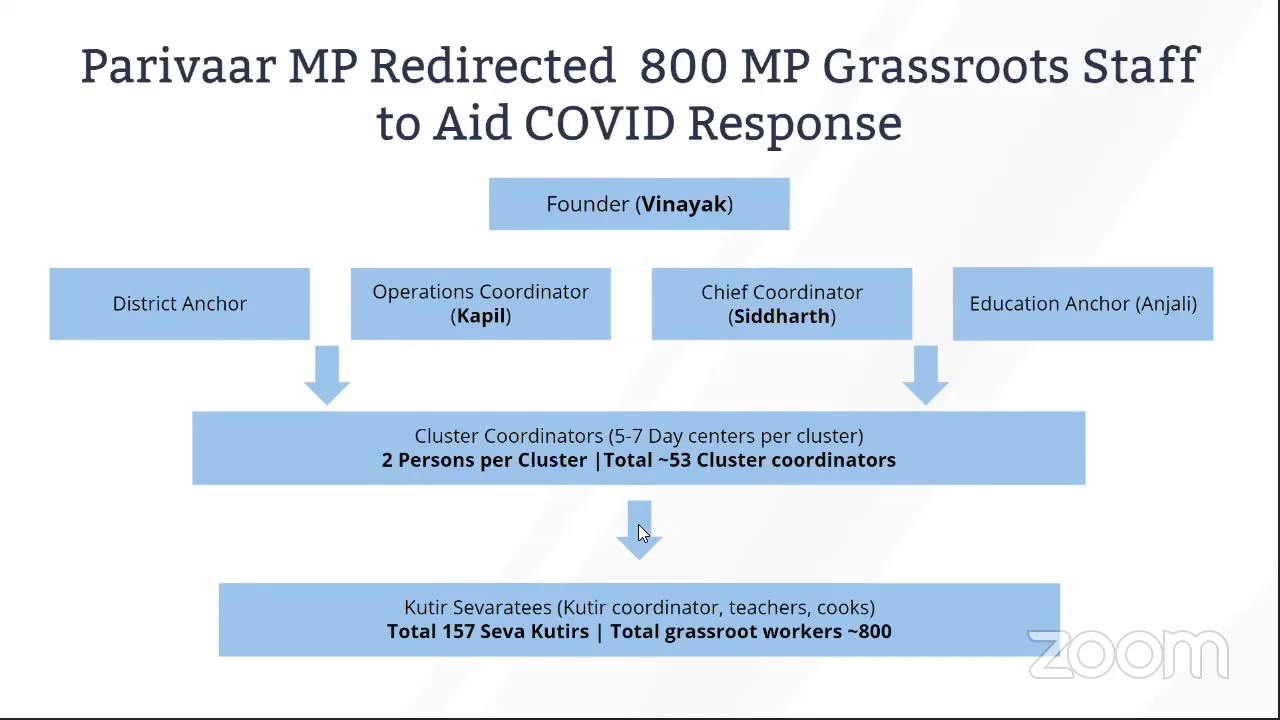 Parivaar MP Redirected 800 MP Grassroots Staff
to Aid COVID Response
Founder (Vinayak)
District Anchor
Operations Coordinator
(Kapil)
Chief Coordinator
(Siddharth)
Education Anchor (Anjali)
Cluster Coordinators (5-7 Day centers per cluster)
2 Persons per Cluster |Total ~53 Cluster coordinators
Kutir Sevaratees (Kutir coordinator, teachers, cooks)
Total 157 Seva Kutirs | Total grassroot workers ~800
zoom